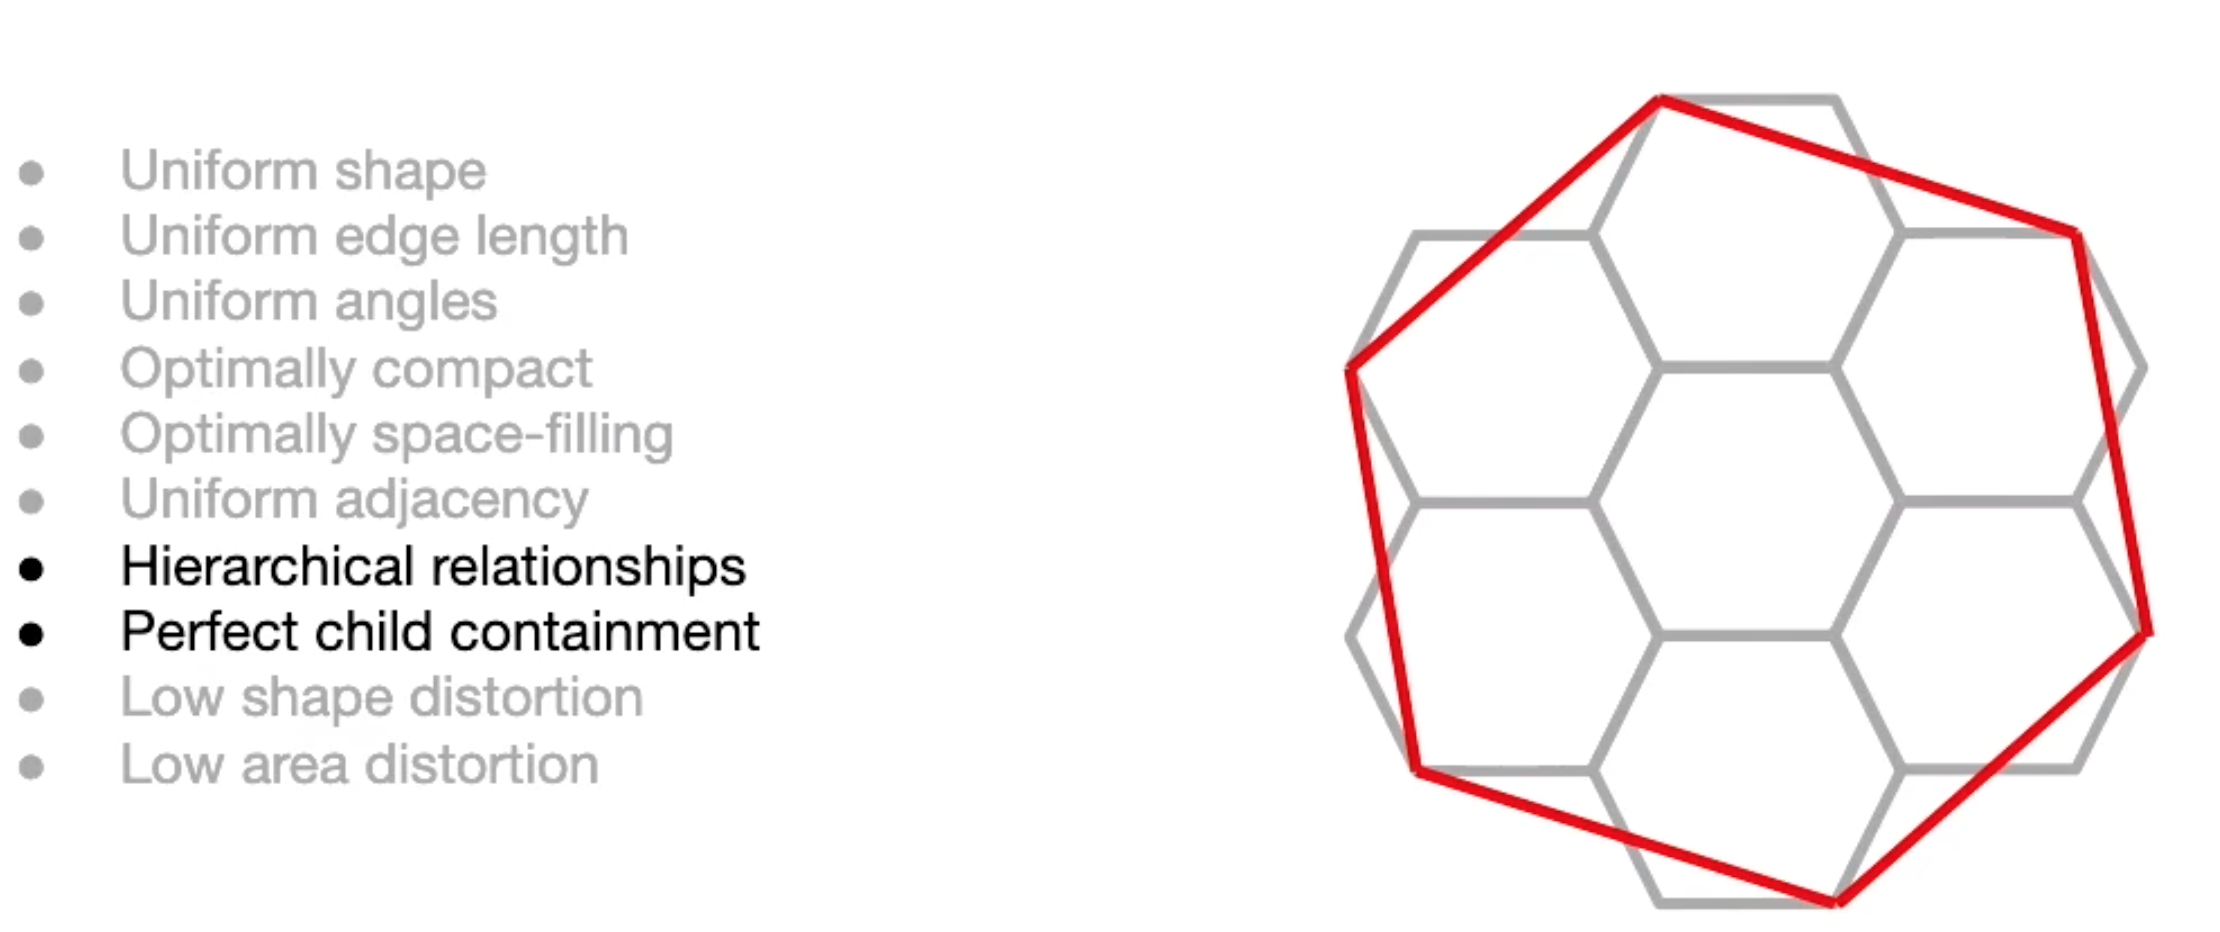 ● Uniform shape
● Uniform edge length
● Uniform angles
● Optimally compact
● Optimally space-filling
● Uniform adjacency
● Hierarchical relationships
● Perfect child containment
● Low shape distortion
● Low area distortion